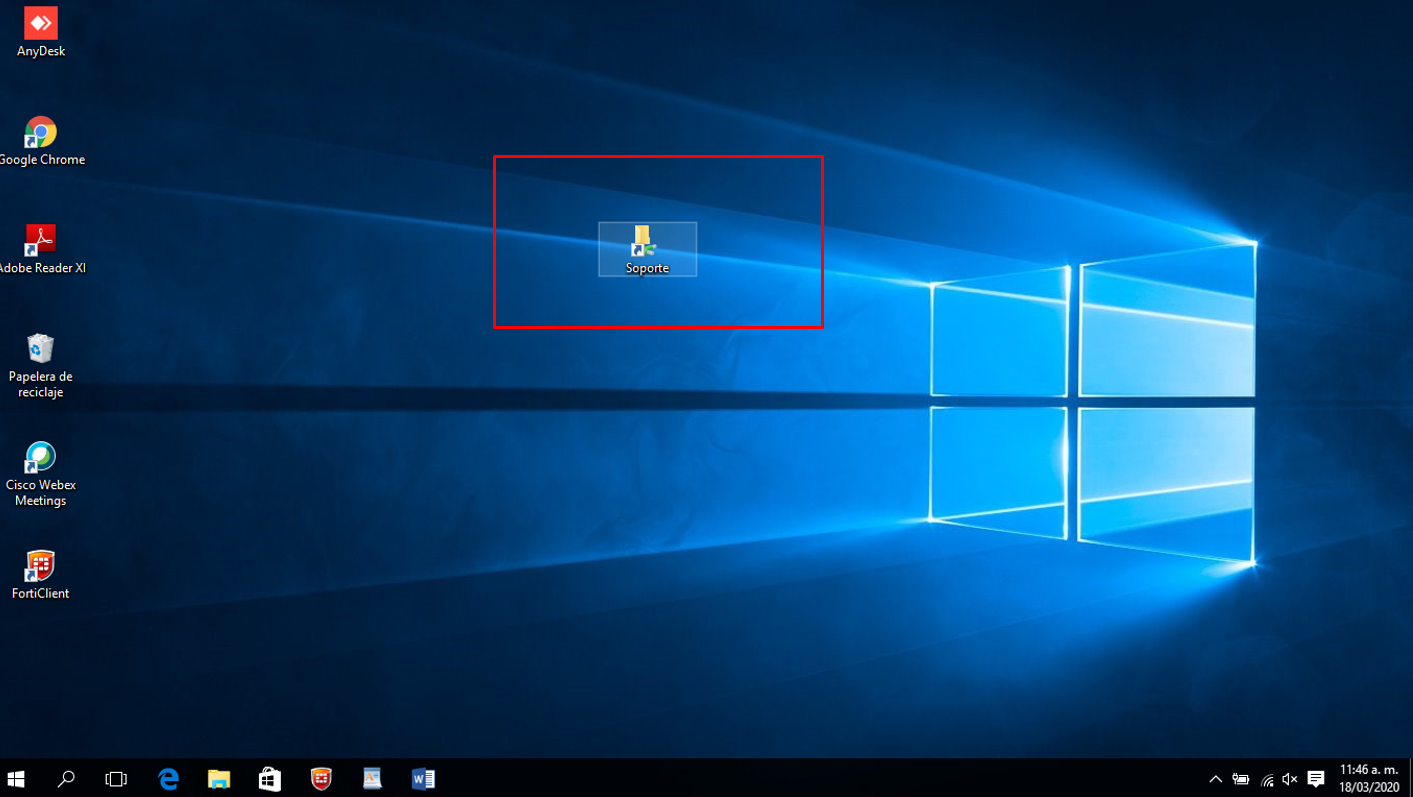 AnyDesk
Google Chrome
Adobe Reader XI
Papelera de
reciclaje
Cisco Webex
Meetings
FortiClient
Soporte
11:46 a. m.
18/03/2020